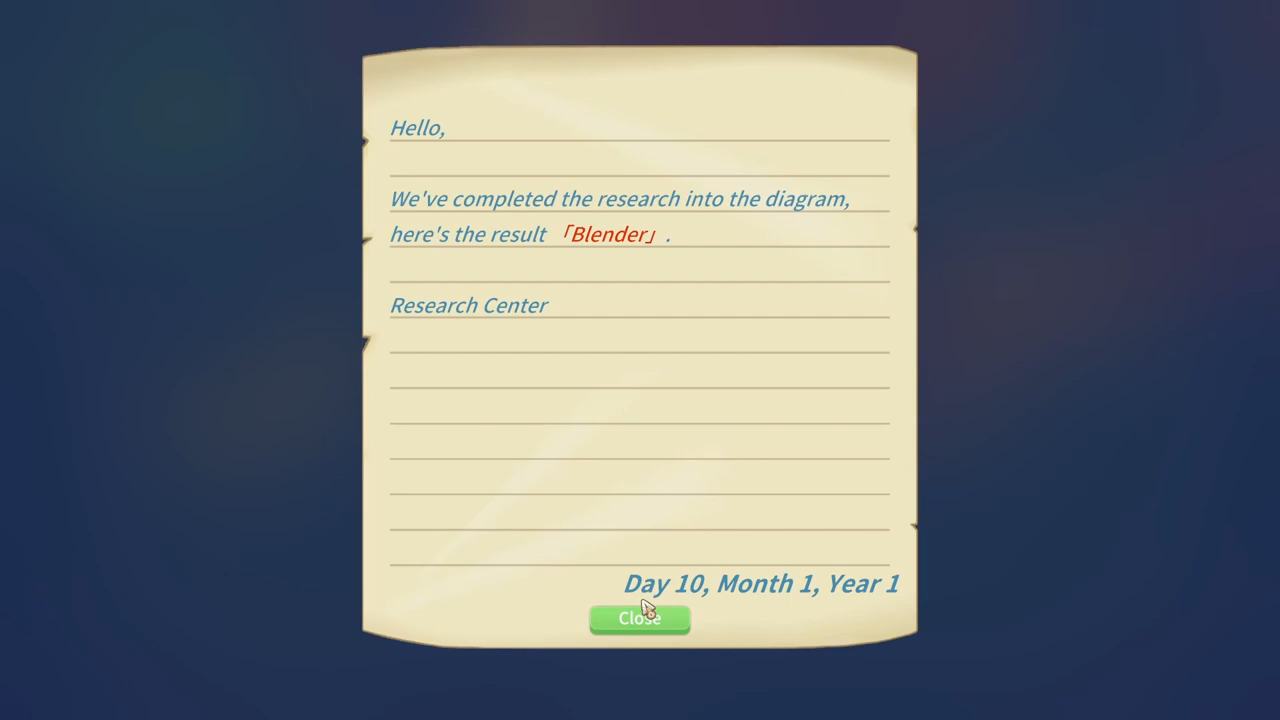 Hello,
We've completed the research into the diagram,
here's the result 「Blender」.
Research Center
Day 10, Month 1, Year 1
Close